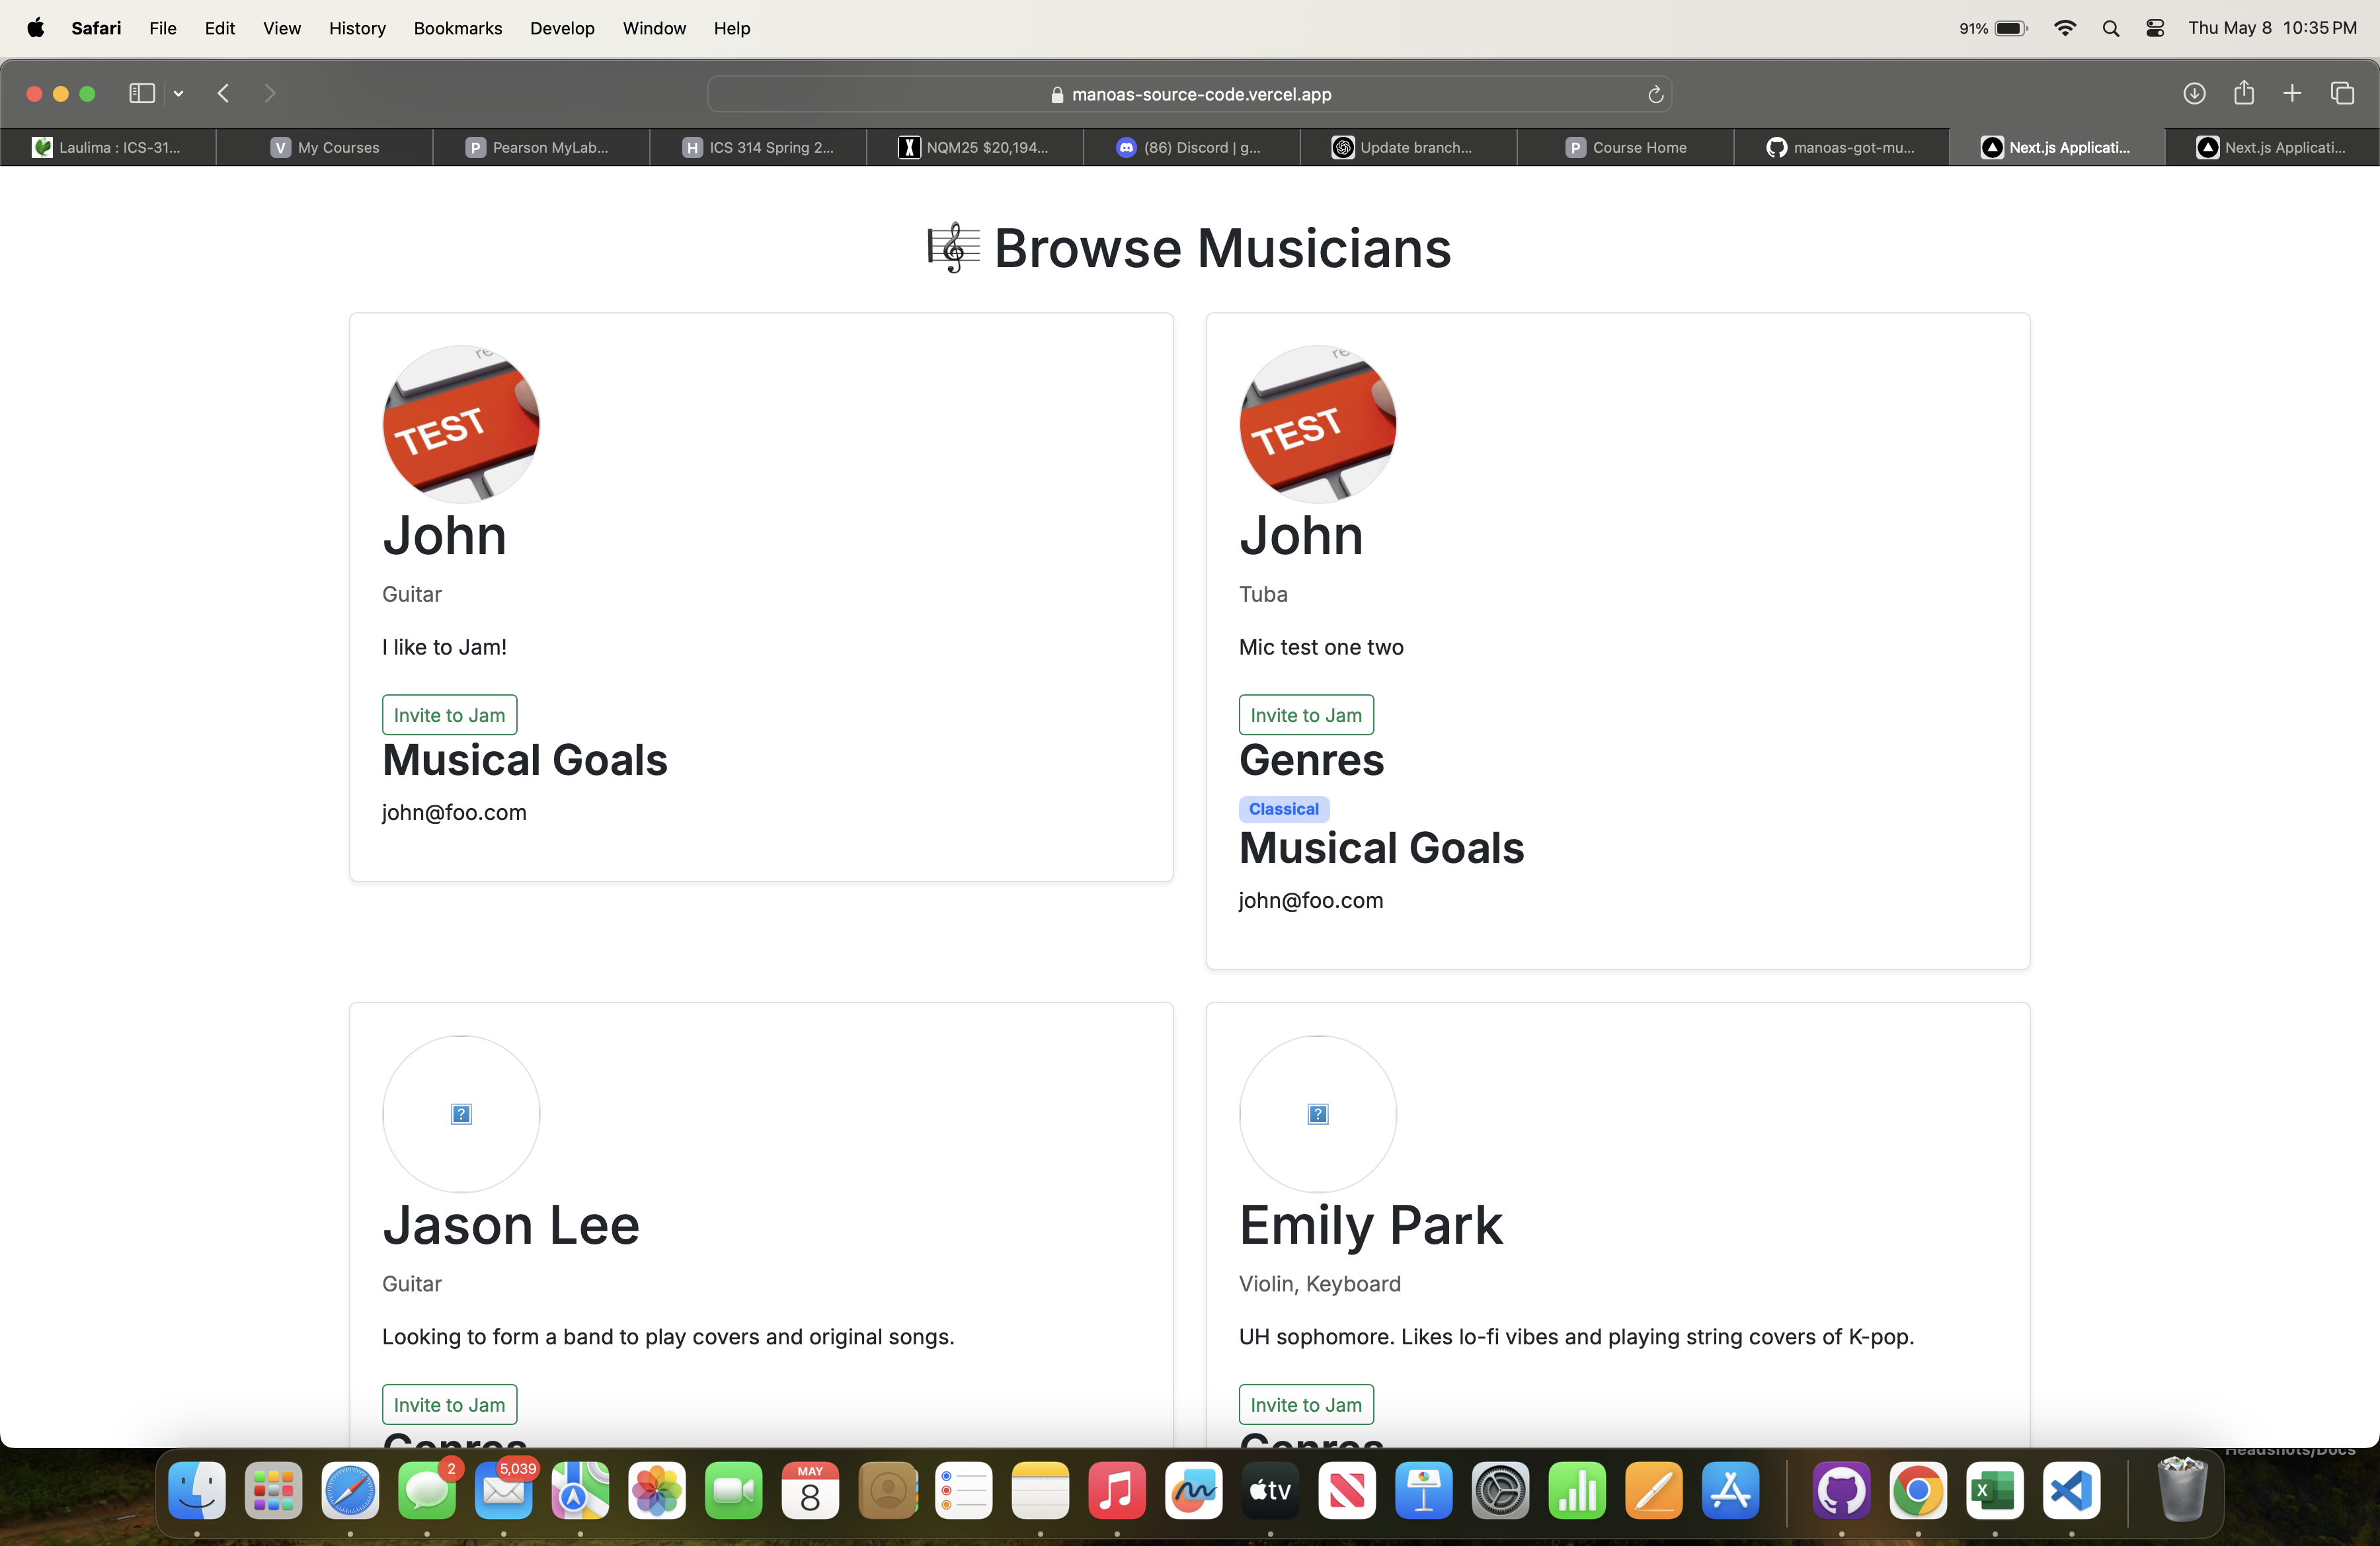 Safari File Edit View History Bookmarks Develop Window Help 91% Thu May 8 10:35 PM
manoas-source-code.vercel.app
Laulima : ICS-31... V My Courses P Pearson MyLab... H ICS 314 Spring 2... NQM25 $20,194... (86) Discord | g... Update branch... P Course Home manoas-got-mu... Next.js Applicati... Next.js Applicati...
Browse Musicians
TEST
John
Guitar
I like to Jam!
Invite to Jam
Musical Goals
john@foo.com
TEST
John
Tuba
Mic test one two
Invite to Jam
Genres
Classical
Musical Goals
john@foo.com
?
Jason Lee
Guitar
Looking to form a band to play covers and original songs.
Invite to Jam
Genres
?
Emily Park
Violin, Keyboard
UH sophomore. Likes lo-fi vibes and playing string covers of K-pop.
Invite to Jam
Genres
Headshots/Docs
2 5,039 MAY
8 tv X